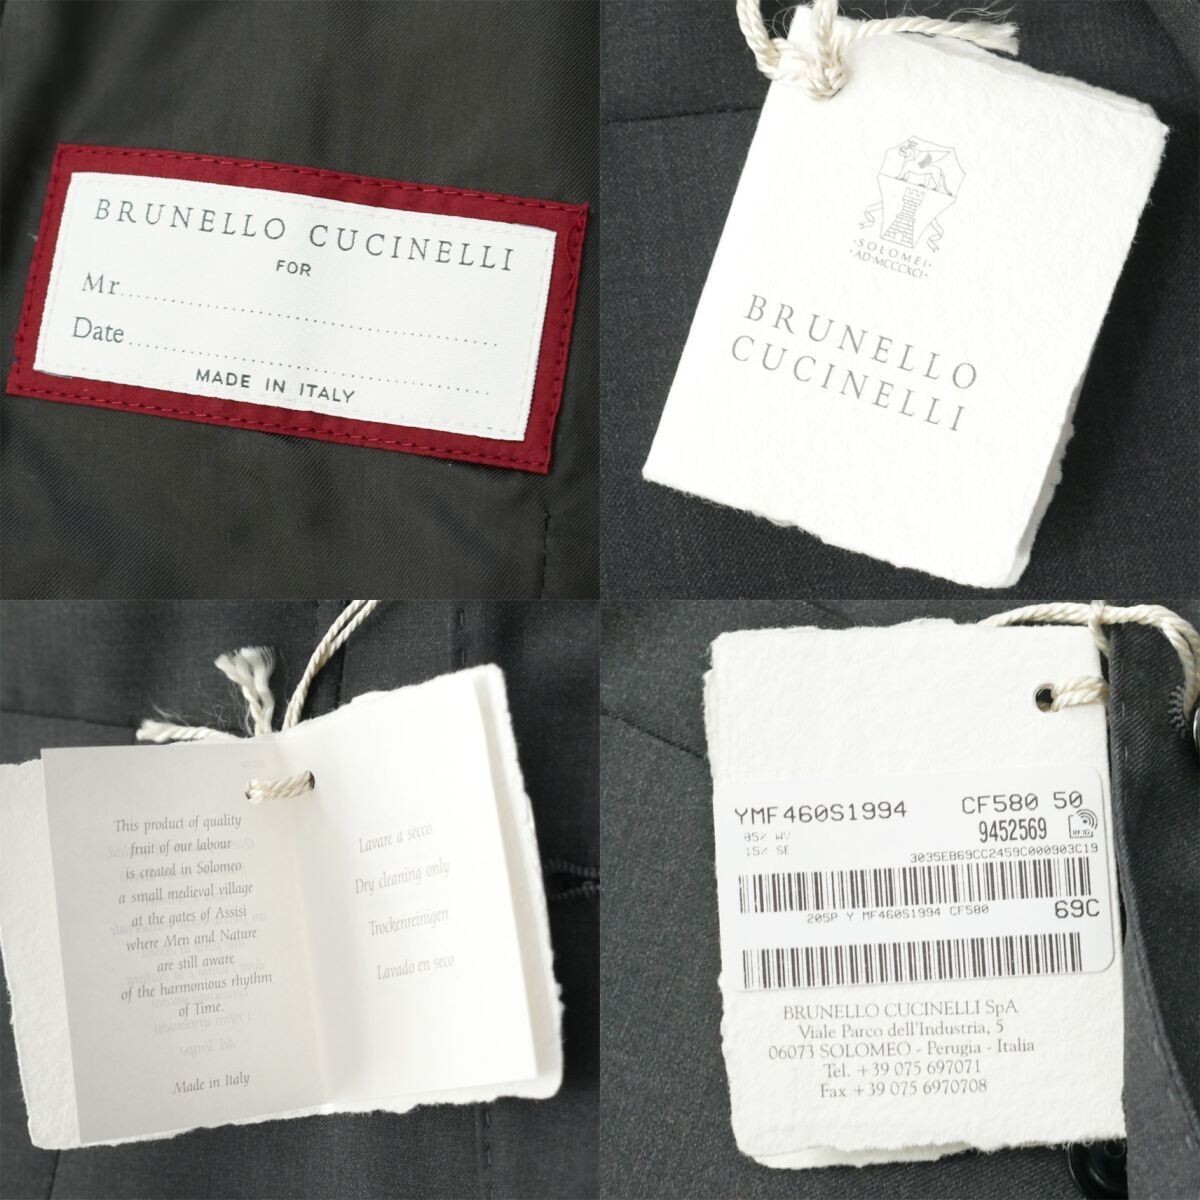 BRUNELLO CUCINELLI
FOR
Mr..............................
Date..............................
MADE IN ITALY
·SOLOMEI·
·AD·MCCCXCI·
BRUNELLO
CUCINELLI
This product of quality
fruit of our labour
is created in Solomeo
a small medieval village
at the gates of Assisi
where Men and Nature
are still aware
of the harmonious rhythm
of Time.
Made in Italy
Lavare a secco
Dry cleaning only
Trockenreinigen
Lavado en seco
YMF460S1994 CF580 50
85% WV 9452569 RFID
15% SE 3035EB69CC2459C000903C19
20SP Y MF460S1994 CF580 69C
BRUNELLO CUCINELLI SpA
Viale Parco dell'Industria, 5
06073 SOLOMEO - Perugia - Italia
Tel. +39 075 697071
Fax +39 075 6970708